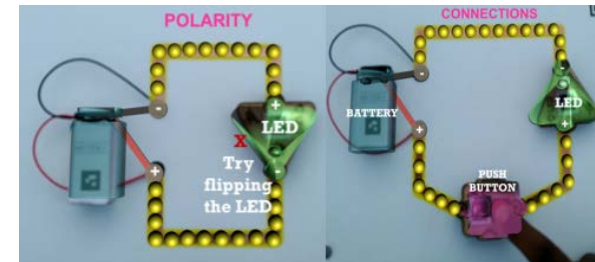 POLARITY
-
+
+
LED
-
X
Try
flipping
the LED
CONNECTIONS
-
BATTERY
+
-
LED
+
PUSH
BUTTON